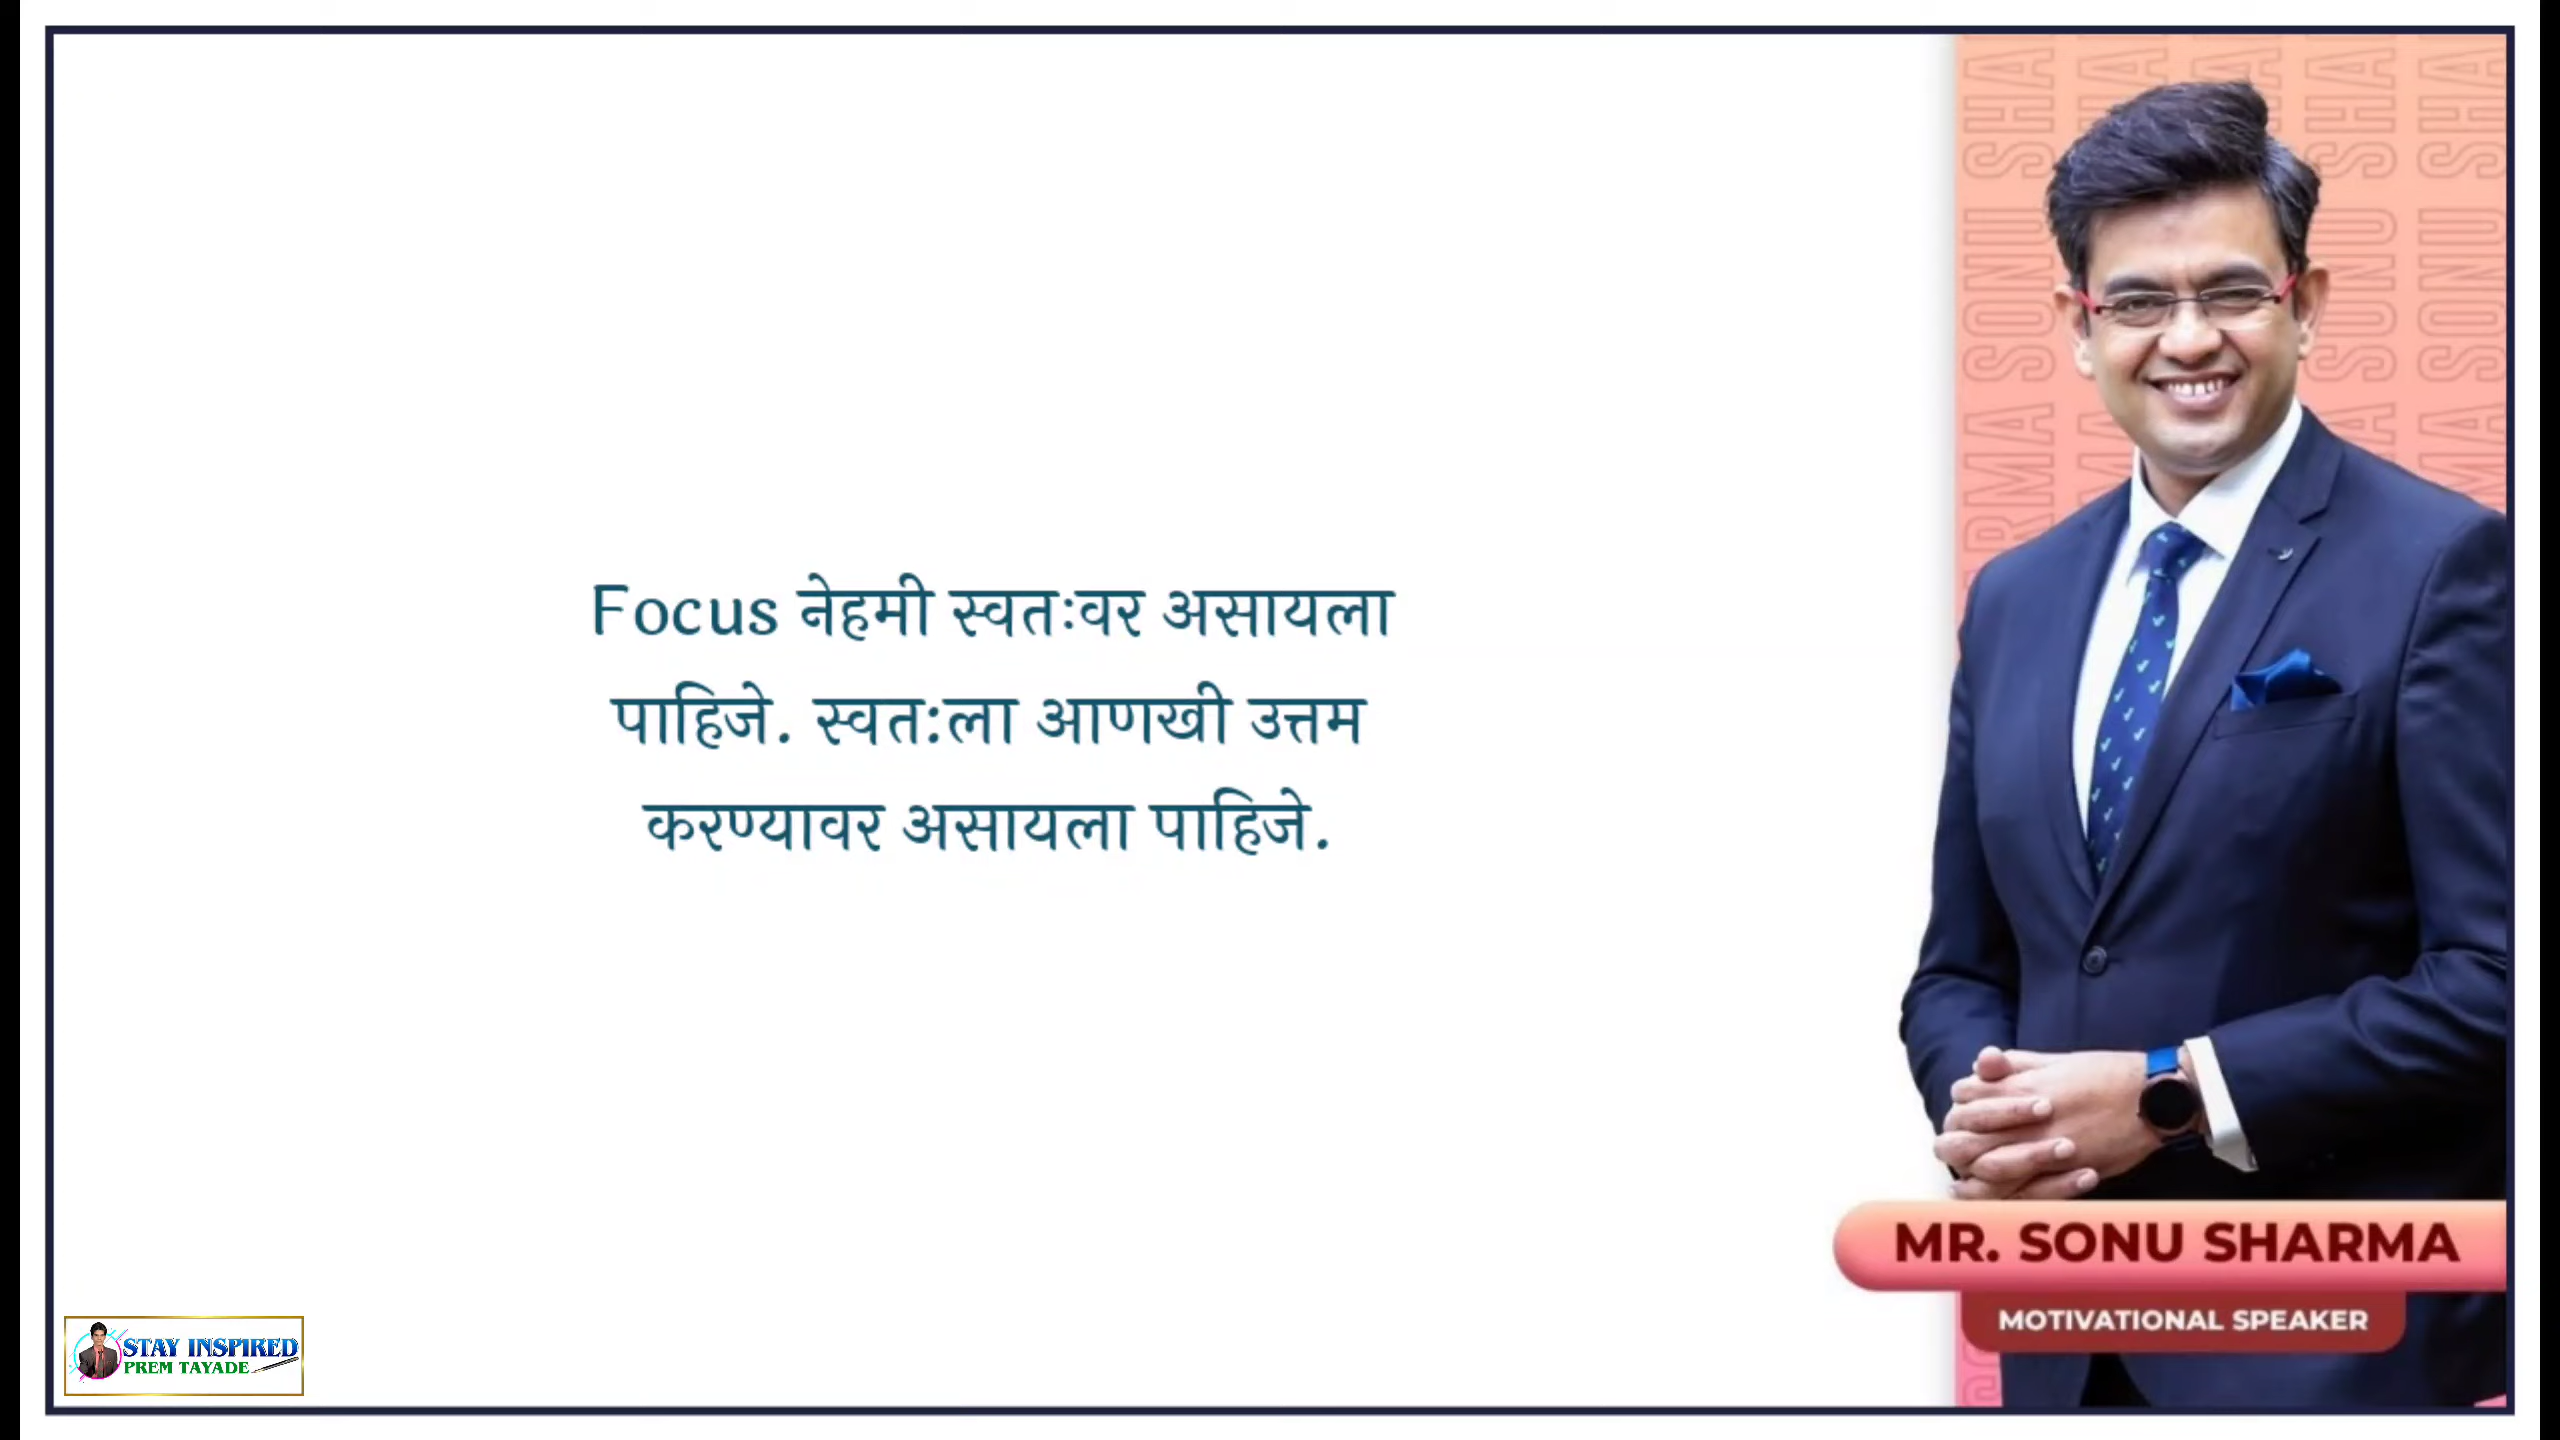 Focus नेहमी स्वतःवर असायला
पाहिजे. स्वत:ला आणखी उत्तम
करण्यावर असायला पाहिजे.
MR. SONU SHARMA
MOTIVATIONAL SPEAKER
STAY INSPIRED
PREM TAYADE